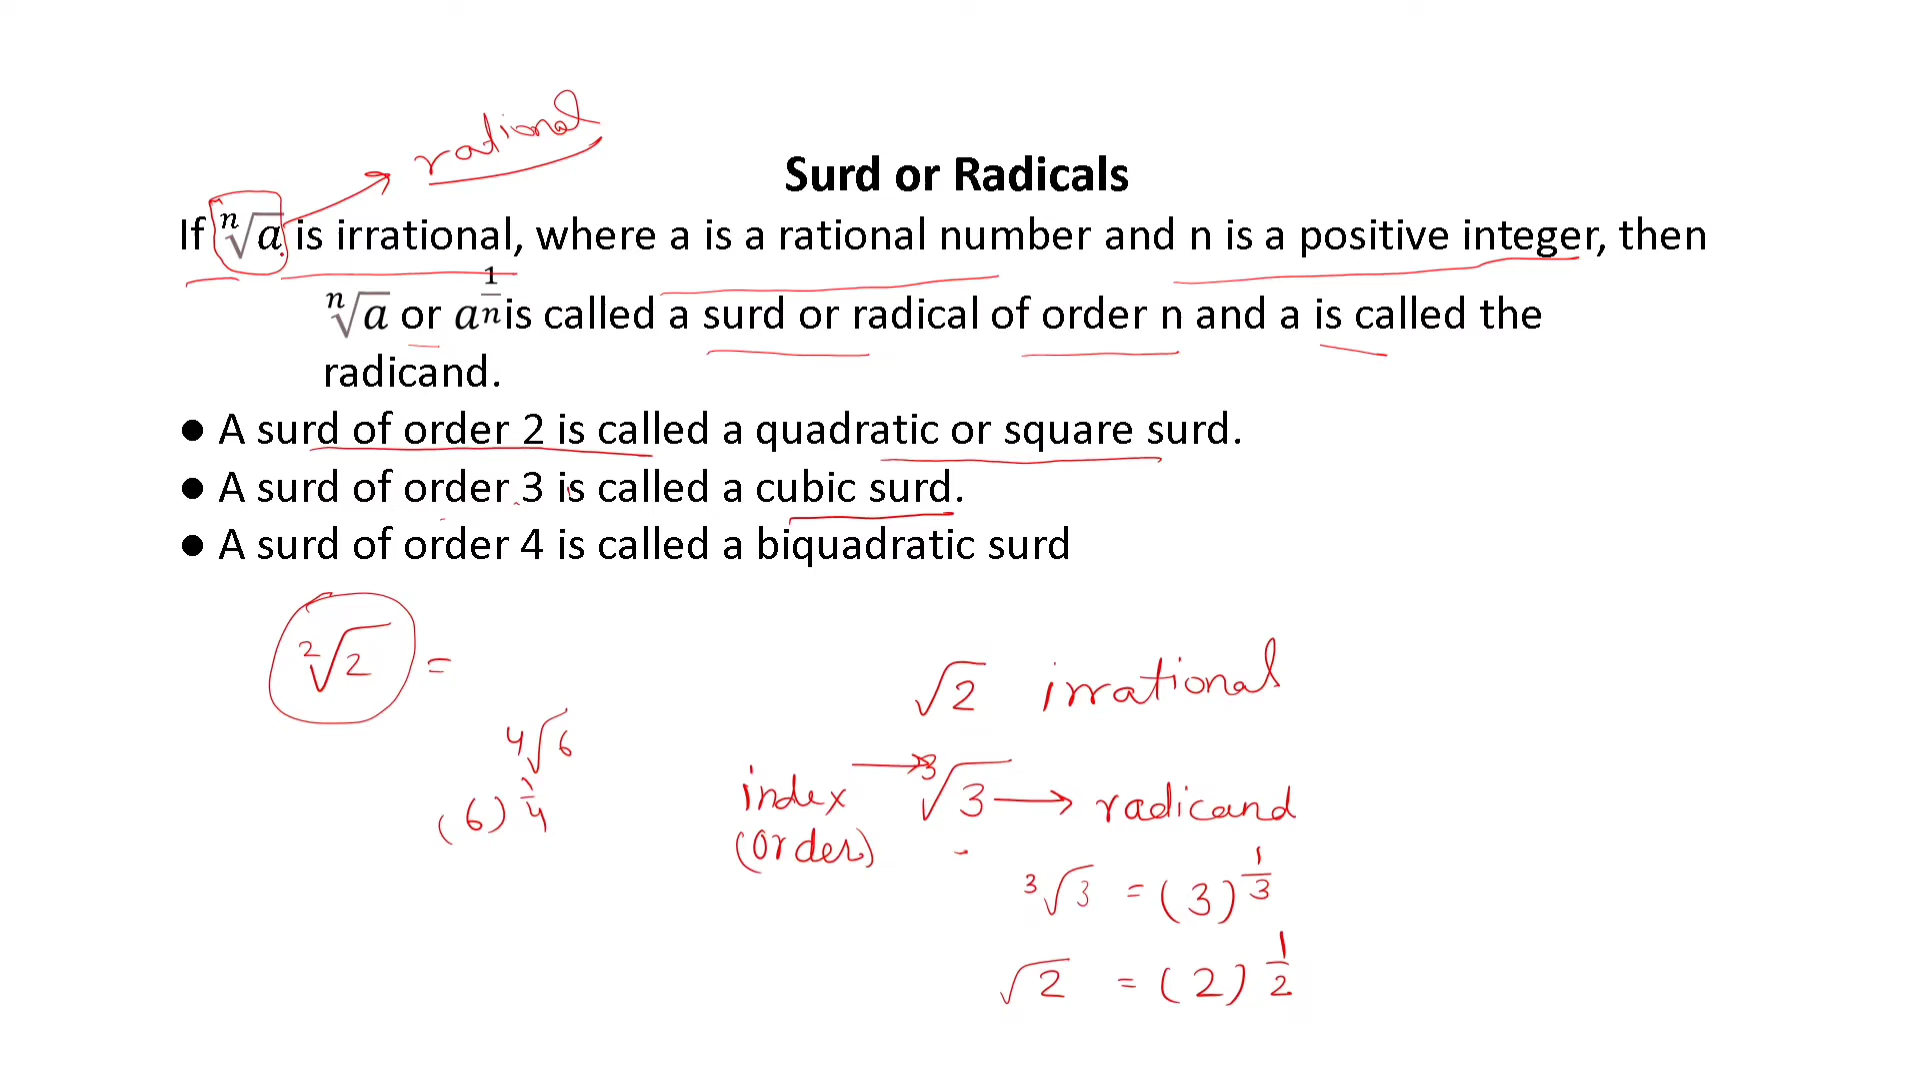 rational
Surd or Radicals
If ⁿ√a is irrational, where a is a rational number and n is a positive integer, then
ⁿ√a or a^(1/n) is called a surd or radical of order n and a is called the
radicand.
● A surd of order 2 is called a quadratic or square surd.
● A surd of order 3 is called a cubic surd.
● A surd of order 4 is called a biquadratic surd
²√2 =
√2 irrational
⁴√6
(6)^(1/4)
index → ³√3 → radicand
(order)
³√3 = (3)^(1/3)
√2 = (2)^(1/2)